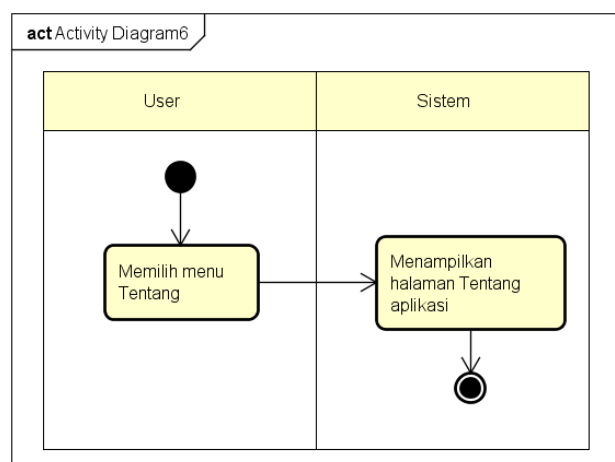 act Activity Diagram6
User
Sistem
Memilih menu
Tentang
Menampilkan
halaman Tentang
aplikasi